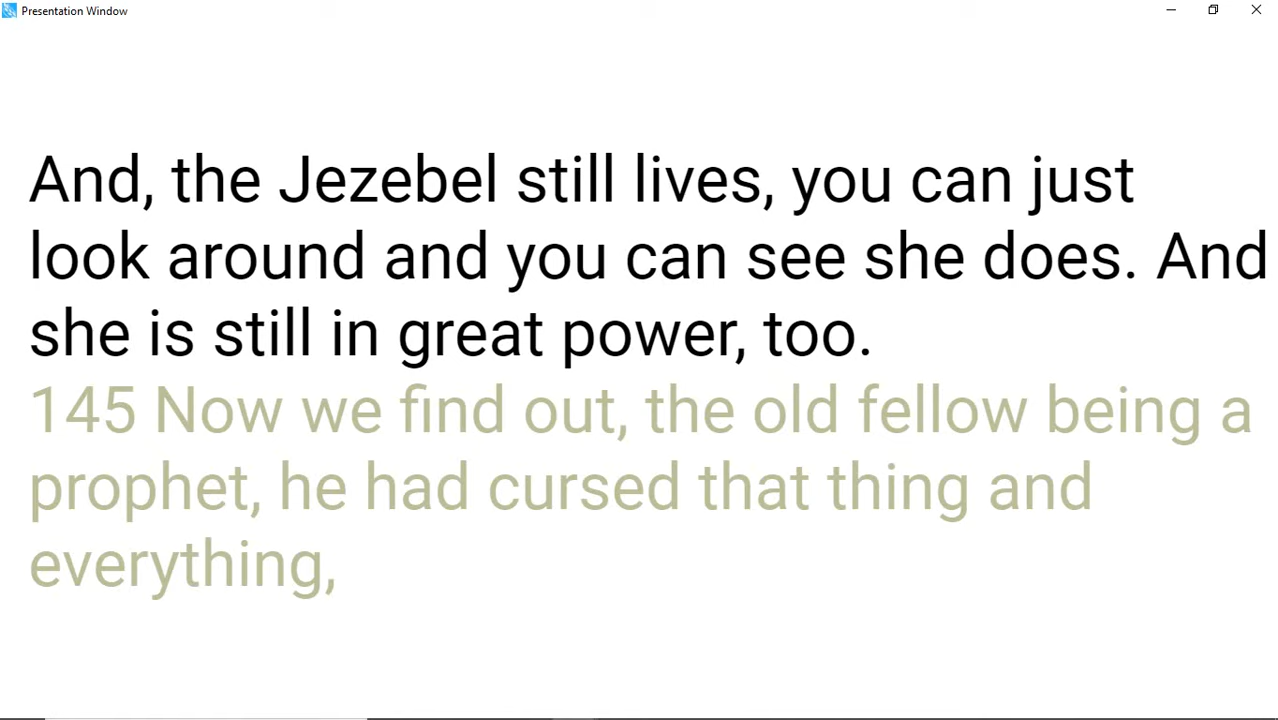 Presentation Window
And, the Jezebel still lives, you can just
look around and you can see she does. And
she is still in great power, too.
145 Now we find out, the old fellow being a
prophet, he had cursed that thing and
everything,